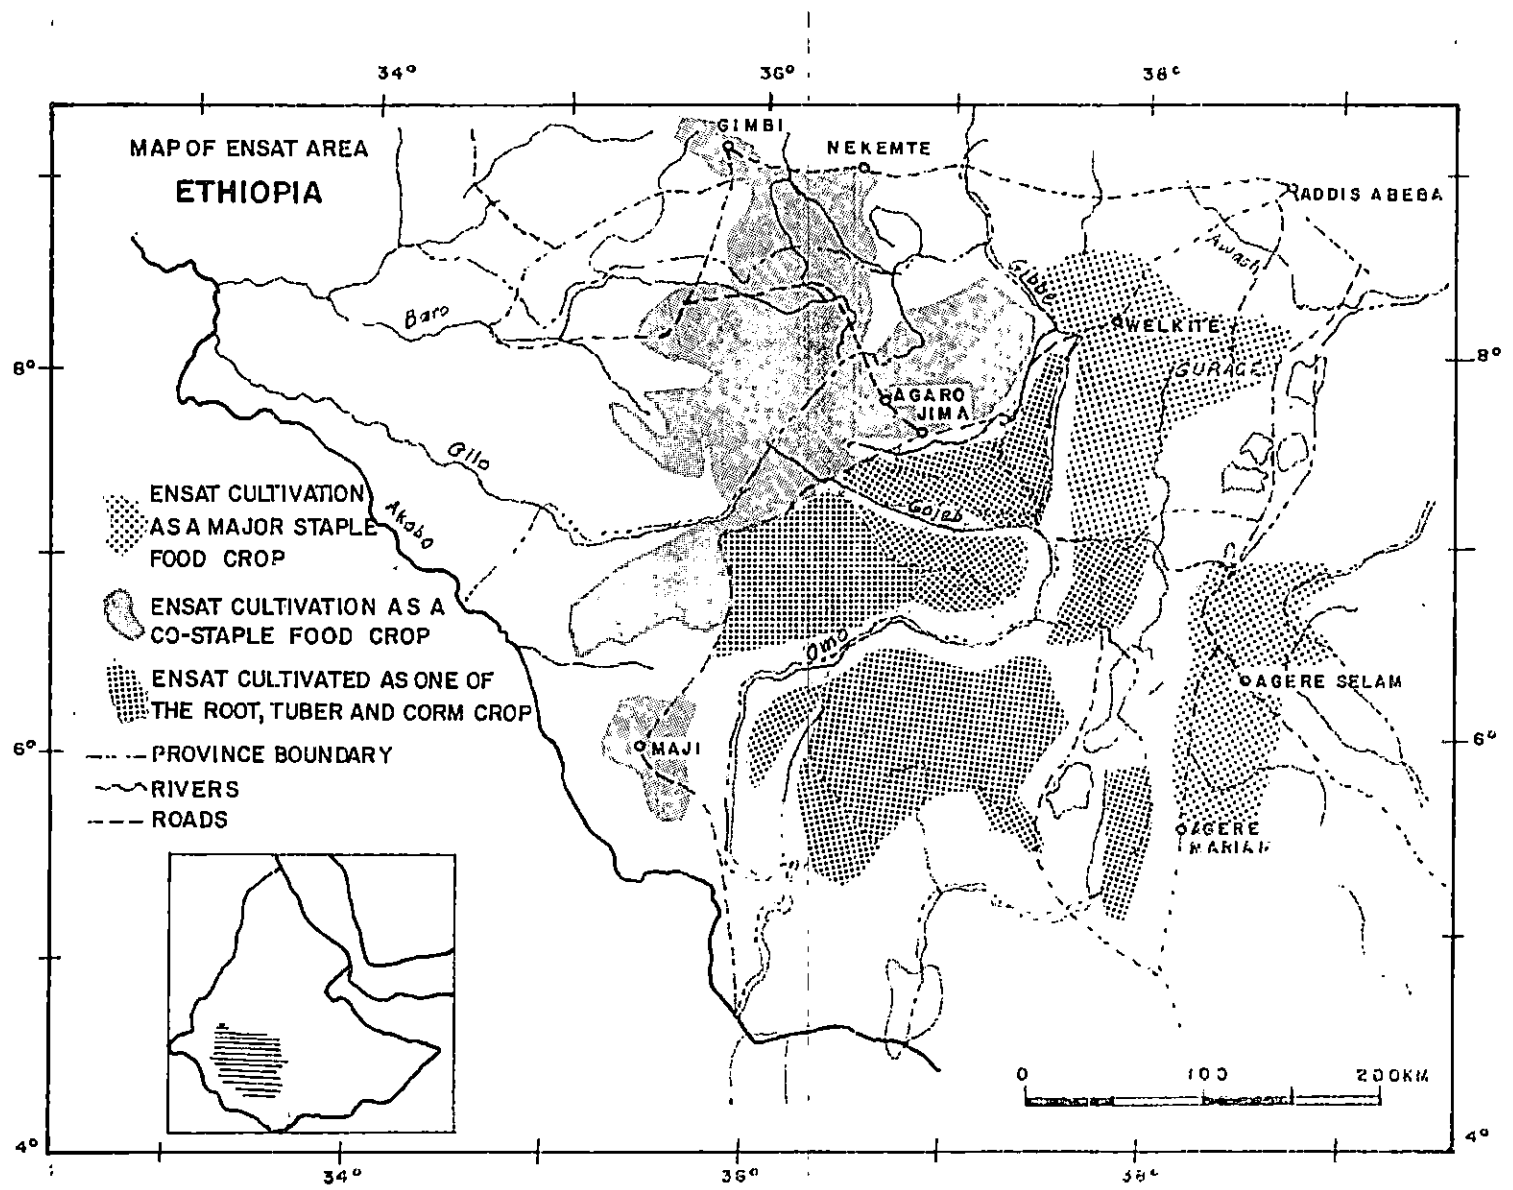 34°
36°
38°
MAP OF ENSAT AREA
ETHIOPIA
GIMBI
NEKEMTE
ADDIS ABEBA
Awash
Gibbe
Baro
WELKITE
8°
8°
GURAGE
AGARO
JIMA
Gilo
Akobo
Gojeb
ENSAT CULTIVATION
AS A MAJOR STAPLE
FOOD CROP
ENSAT CULTIVATION AS A
CO-STAPLE FOOD CROP
Omo
ENSAT CULTIVATED AS ONE OF
THE ROOT, TUBER AND CORM CROP
AGERE SELAM
6°
MAJI
6°
PROVINCE BOUNDARY
RIVERS
ROADS
AGERE
MARIAM
0 100 200KM
4°
4°
34°
36°
38°